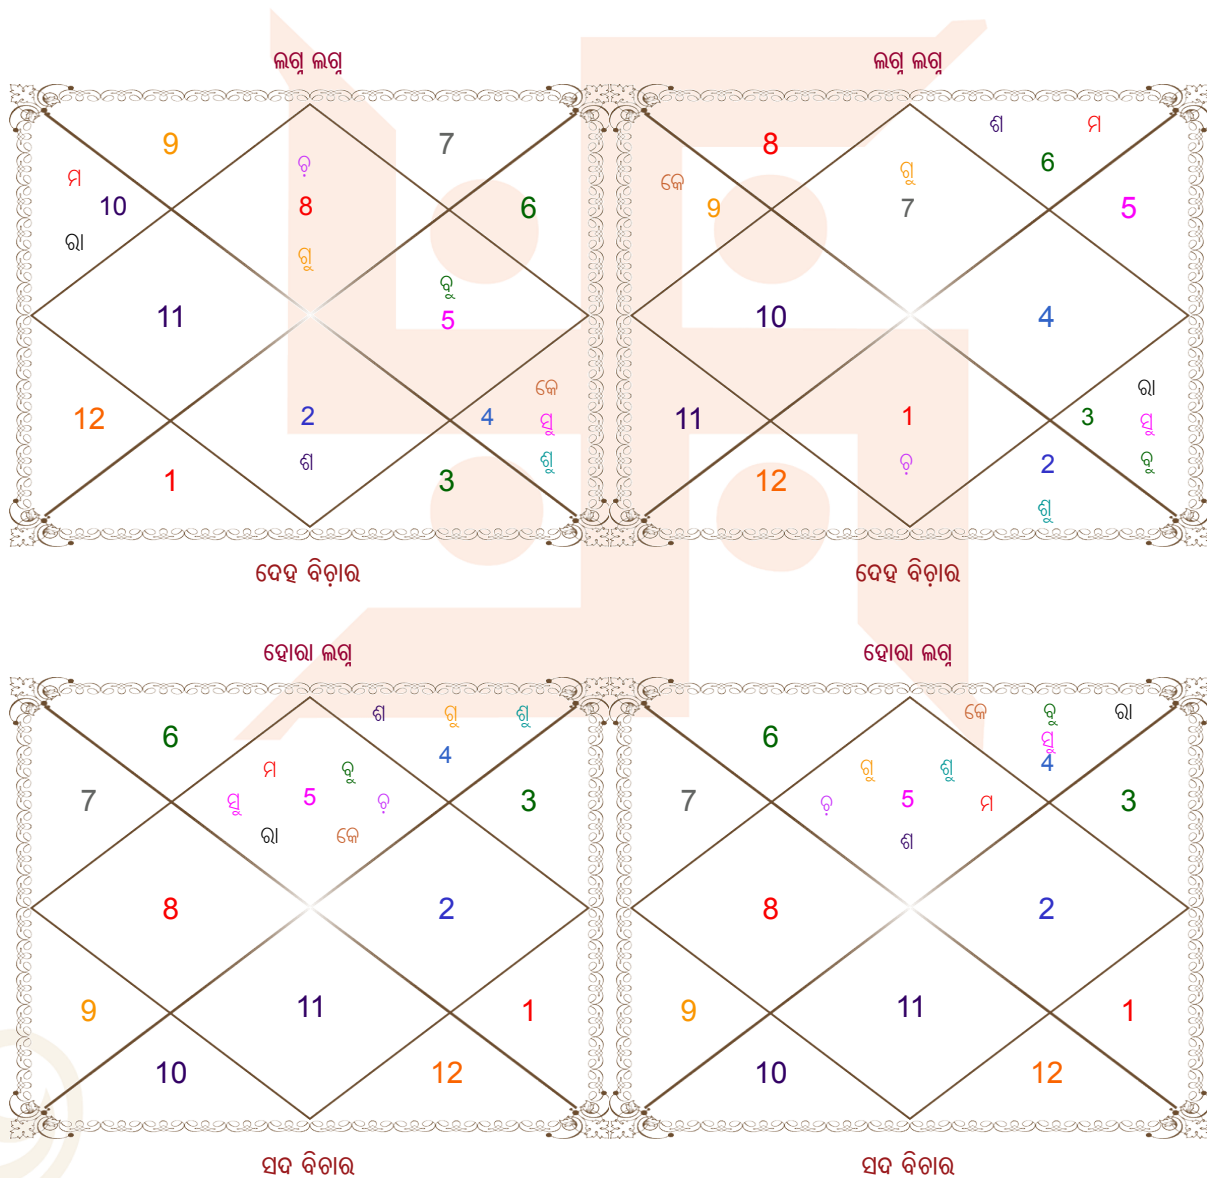 ଲଗ୍ନ ଲଗ୍ନ
9
7
ଚ଼
ମ
10
8
6
ରା
ଗୁ
ବୁ
11
5
କେ
12
2
4
ସୁ
ଶ
ଶୁ
1
3
ଦେହ ବିଚ଼ାର
ଲଗ୍ନ ଲଗ୍ନ
ଶ ମ
8
6
କେ
ଗୁ
9
7
5
10
4
ରା
11
1
3
ସୁ
ଚ଼
2
ବୁ
12
ଶୁ
ଦେହ ବିଚ଼ାର
ହୋରା ଲଗ୍ନ
ଶ ଗୁ ଶୁ
6
4
ମ ବୁ
7
ସୁ 5 ଚ଼
3
ରା କେ
8
2
9
11
1
10
12
ସଦ ବିଚାର
ହୋରା ଲଗ୍ନ
କେ ବୁ ରା
6
ସୁ
4
ଗୁ ଶୁ
7
ଚ଼ 5 ମ
3
ଶ
8
2
9
11
1
10
12
ସଦ ବିଚାର